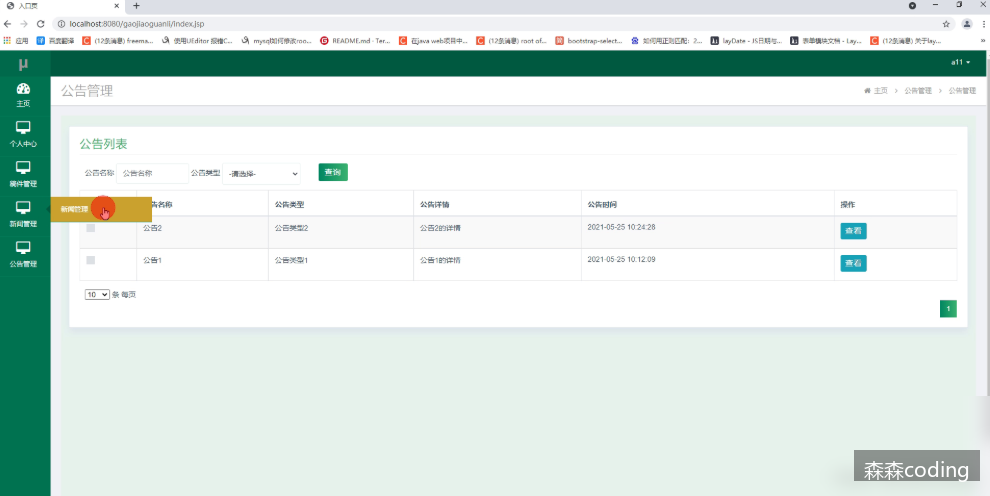 入口页
localhost:8080/gaojiaoguanli/index.jsp
应用 百度翻译 (12条消息) freema... 使用UEditor 报错C... mysql如何修改roo... README.md - Ter... 在java web项目中... (12条消息) root of... bootstrap-select... 如何用正则匹配: 2... layDate - JS日期与... 表单模块文档 - Lay... (12条消息) 关于lay... »
μ
a11
主页
公告管理
主页 > 公告管理 > 公告管理
个人中心
稿件管理
新闻管理
公告管理
新闻管理
公告列表
公告名称 公告名称 公告类型 -请选择- 查询
告名称 公告类型 公告详情 公告时间 操作
公告2 公告类型2 公告2的详情 2021-05-25 10:24:28 查看
公告1 公告类型1 公告1的详情 2021-05-25 10:12:09 查看
10 条 每页
1
森森coding